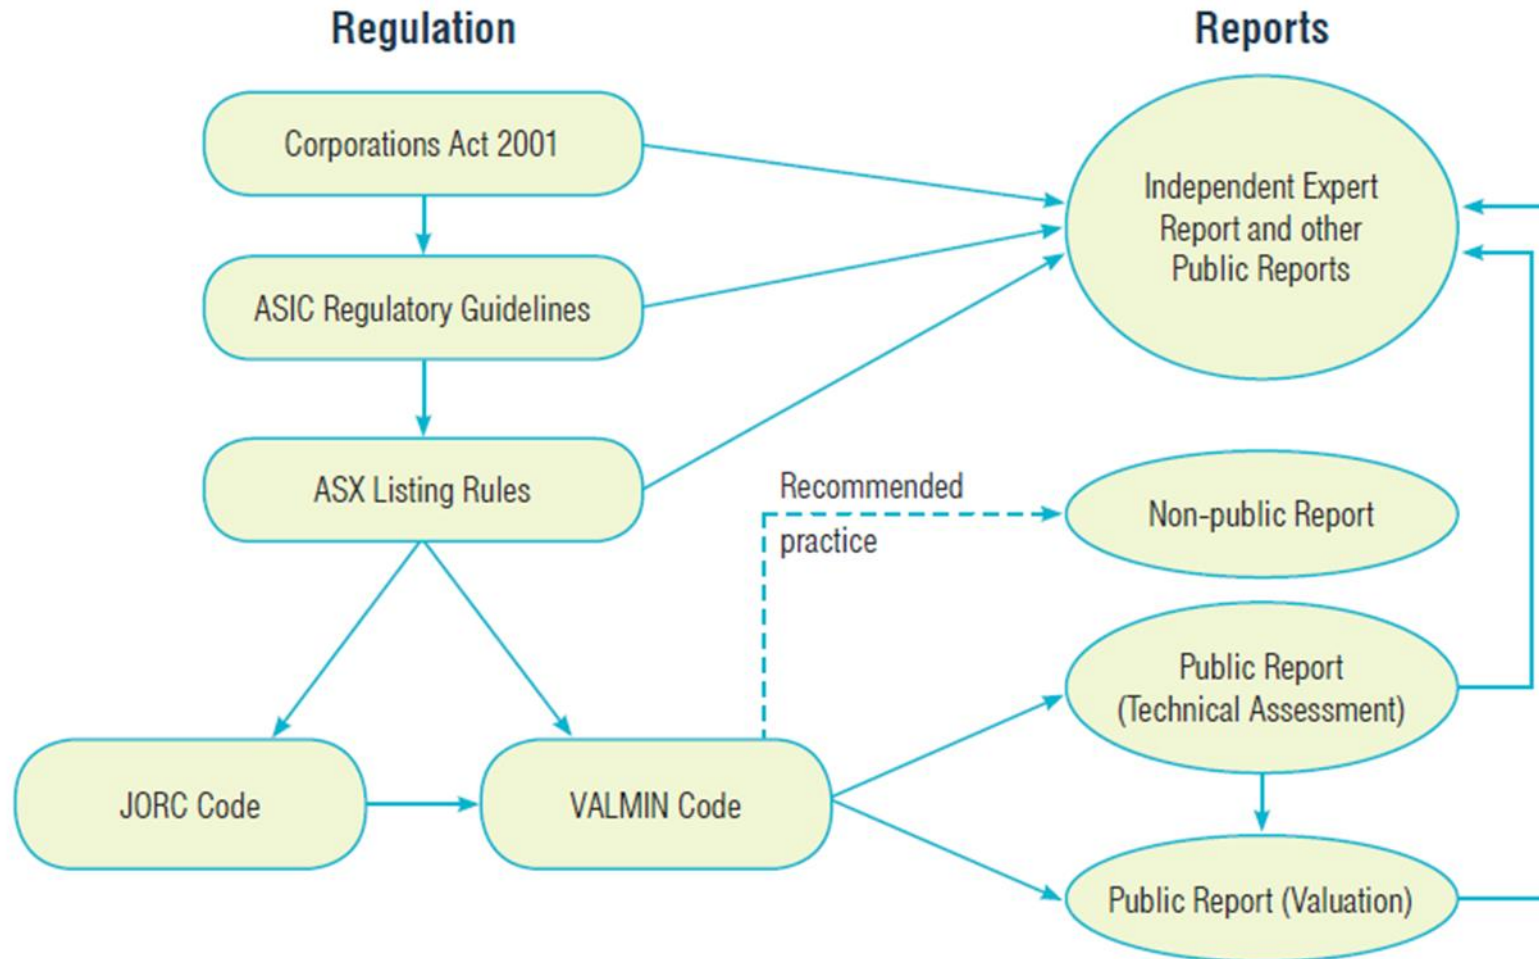 Regulation
Reports
Corporations Act 2001
Independent Expert
Report and other
Public Reports
ASIC Regulatory Guidelines
ASX Listing Rules
Recommended
practice
Non-public Report
Public Report
(Technical Assessment)
JORC Code
VALMIN Code
Public Report (Valuation)